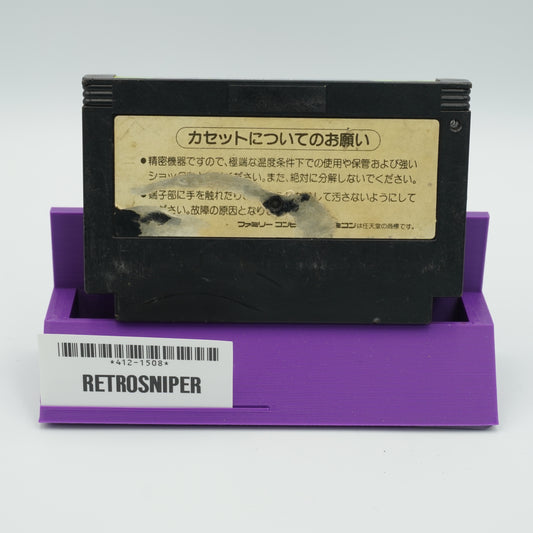 カセットについてのお願い
●精密機器ですので、極端な温度条件下での使用や保管および強い
ショック ください。また、絶対に分解しないでください。
端子部に手を触れたり、 して汚さないようにして
ください。故障の原因となり
ファミリーコンピ コンは任天堂の商標です。
*412-1508*
RETROSNIPER